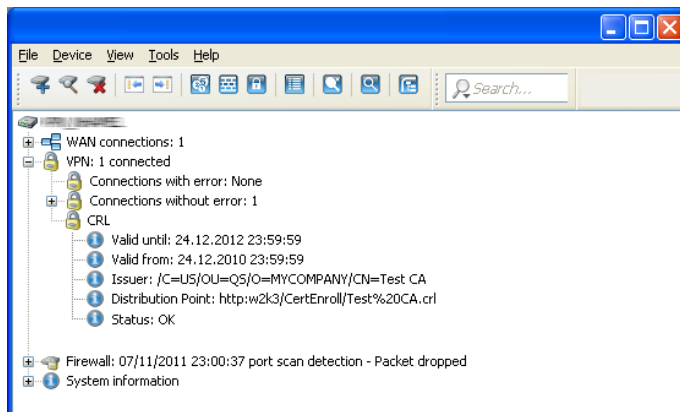 File Device View Tools Help
Search...
WAN connections: 1
VPN: 1 connected
Connections with error: None
Connections without error: 1
CRL
Valid until: 24.12.2012 23:59:59
Valid from: 24.12.2010 23:59:59
Issuer: /C=US/OU=QS/O=MYCOMPANY/CN=Test CA
Distribution Point: http:w2k3/CertEnroll/Test%20CA.crl
Status: OK
Firewall: 07/11/2011 23:00:37 port scan detection - Packet dropped
System information